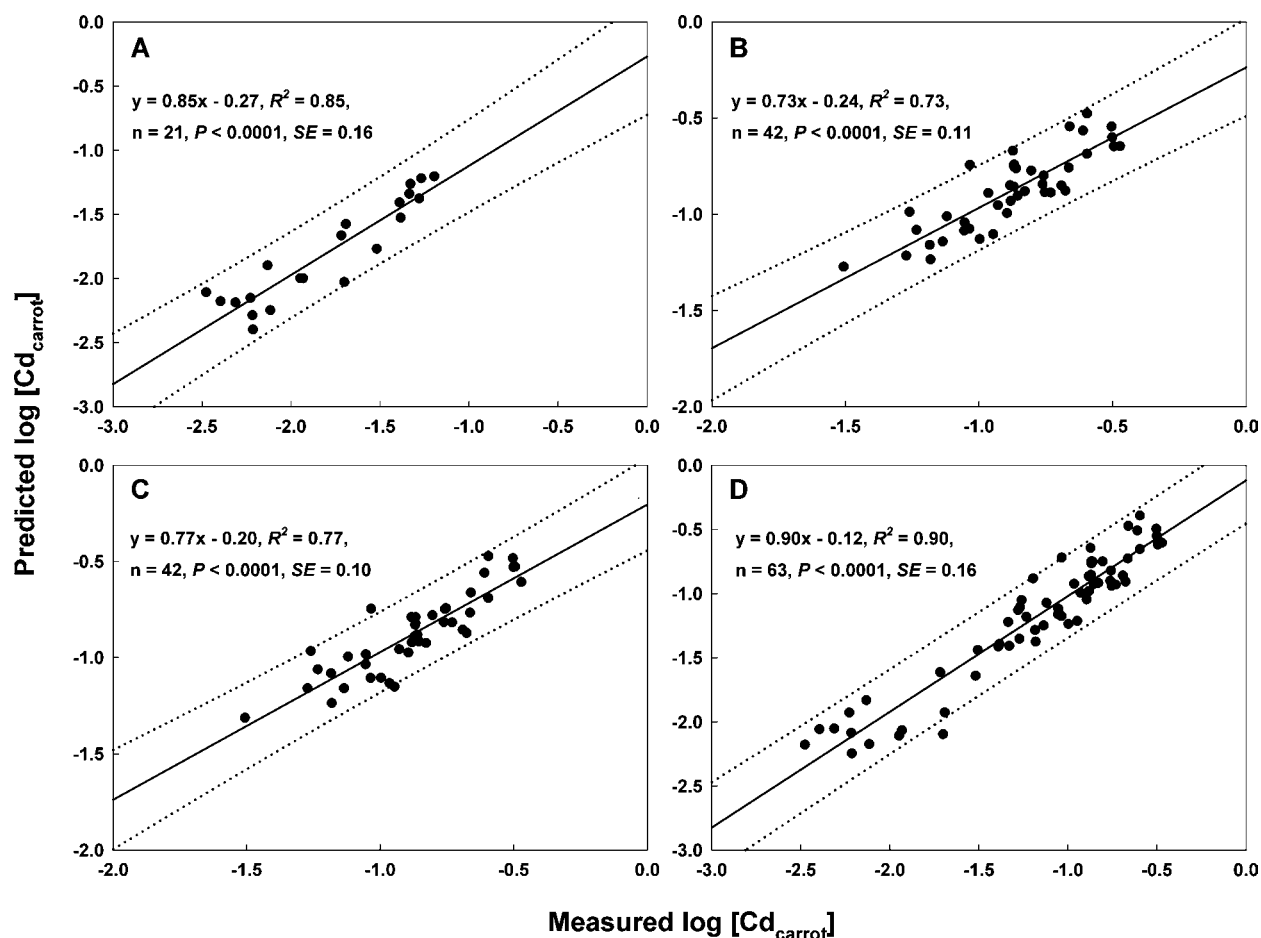 Predicted log [Cd_carrot]
A
y = 0.85x - 0.27, R² = 0.85,
n = 21, P < 0.0001, SE = 0.16
0.0
-0.5
-1.0
-1.5
-2.0
-2.5
-3.0
-3.0 -2.5 -2.0 -1.5 -1.0 -0.5 0.0
B
y = 0.73x - 0.24, R² = 0.73,
n = 42, P < 0.0001, SE = 0.11
0.0
-0.5
-1.0
-1.5
-2.0
-2.0 -1.5 -1.0 -0.5 0.0
C
y = 0.77x - 0.20, R² = 0.77,
n = 42, P < 0.0001, SE = 0.10
0.0
-0.5
-1.0
-1.5
-2.0
-2.0 -1.5 -1.0 -0.5 0.0
D
y = 0.90x - 0.12, R² = 0.90,
n = 63, P < 0.0001, SE = 0.16
0.0
-0.5
-1.0
-1.5
-2.0
-2.5
-3.0
-3.0 -2.5 -2.0 -1.5 -1.0 -0.5 0.0
Measured log [Cd_carrot]